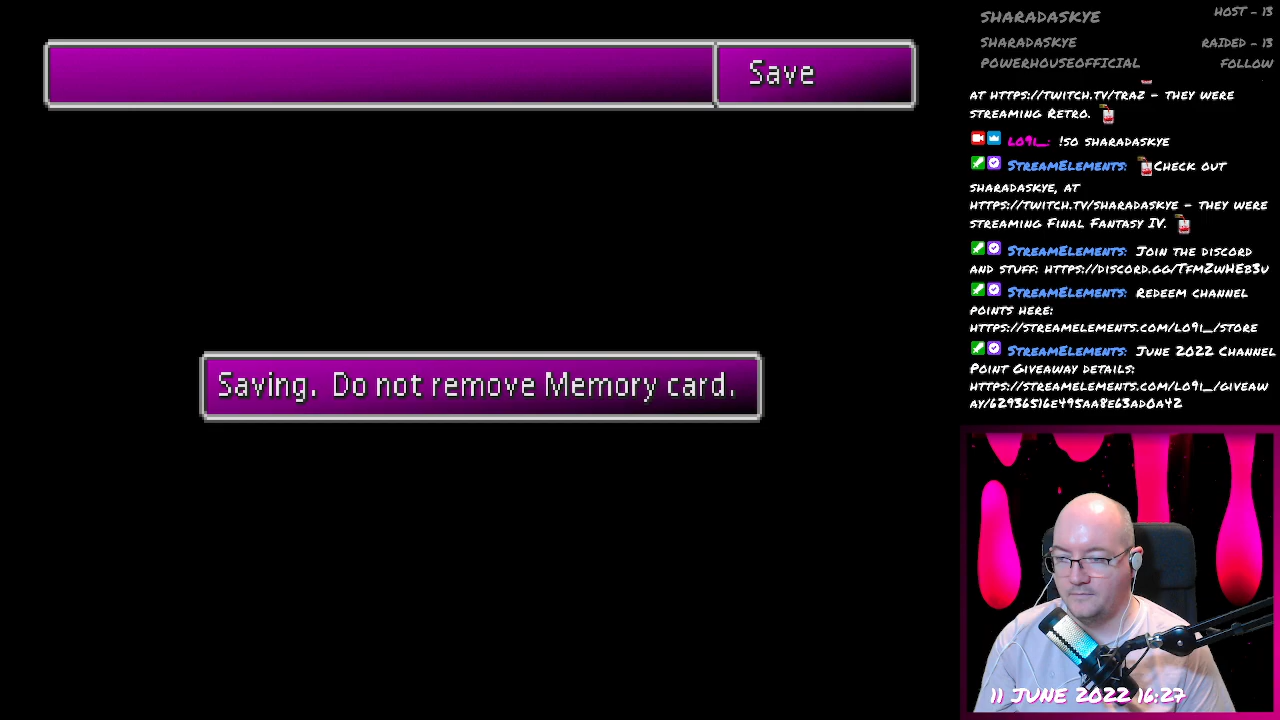 Save
Saving. Do not remove Memory card.
SHARADASKYE HOST - 13
SHARADASKYE RAIDED - 13
POWERHOUSEOFFICIAL FOLLOW
AT HTTPS://TWITCH.TV/TRAZ - THEY WERE
STREAMING RETRO.
LO9I_: !SO SHARADASKYE
STREAMELEMENTS: CHECK OUT
SHARADASKYE, AT
HTTPS://TWITCH.TV/SHARADASKYE - THEY WERE
STREAMING FINAL FANTASY IV.
STREAMELEMENTS: JOIN THE DISCORD
AND STUFF: HTTPS://DISCORD.GG/TFMZWHE83U
STREAMELEMENTS: REDEEM CHANNEL
POINTS HERE:
HTTPS://STREAMELEMENTS.COM/LO9I_/STORE
STREAMELEMENTS: JUNE 2022 CHANNEL
POINT GIVEAWAY DETAILS:
HTTPS://STREAMELEMENTS.COM/LO9I_/GIVEAW
AY/62936516E495AA8E63AD0A42
11 JUNE 2022 16:27